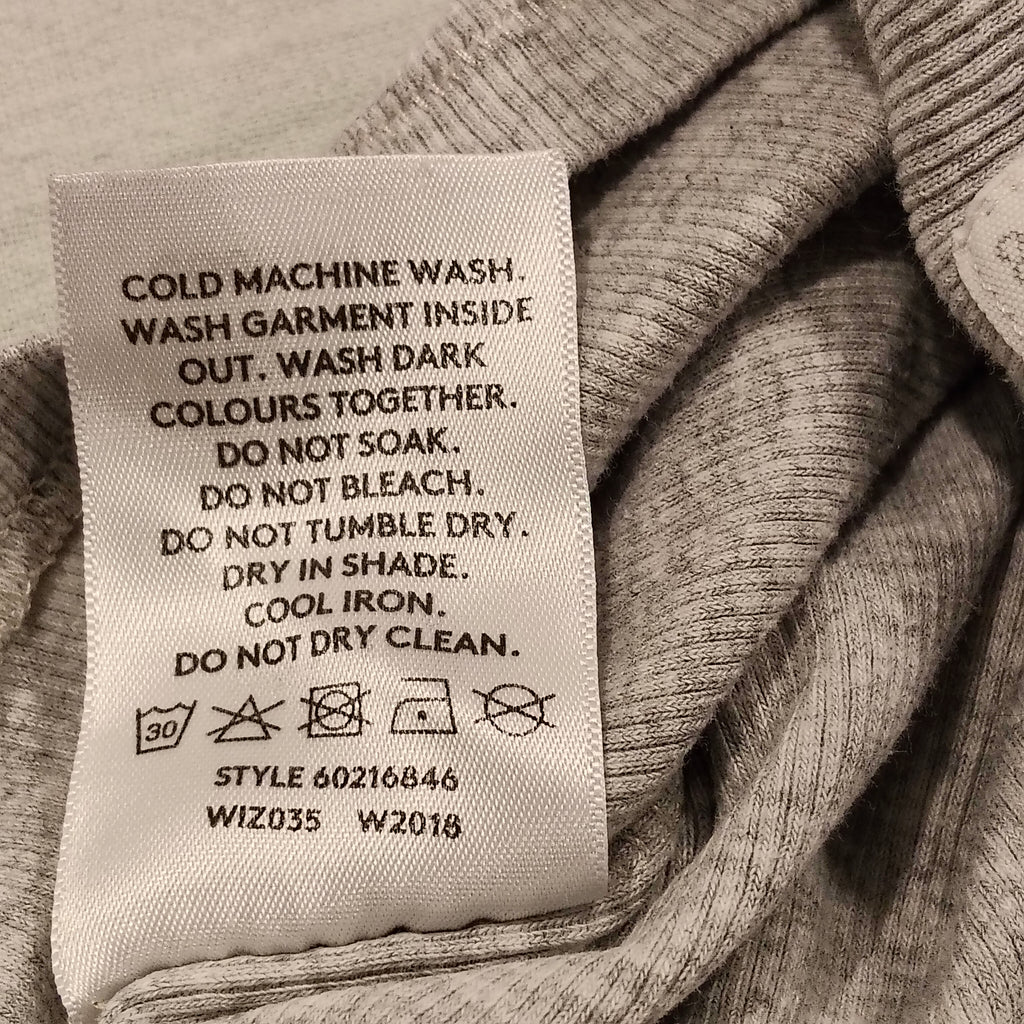 COLD MACHINE WASH.
WASH GARMENT INSIDE
OUT. WASH DARK
COLOURS TOGETHER.
DO NOT SOAK.
DO NOT BLEACH.
DO NOT TUMBLE DRY.
DRY IN SHADE.
COOL IRON.
DO NOT DRY CLEAN.
30
STYLE 60216846
WIZ035 W2018